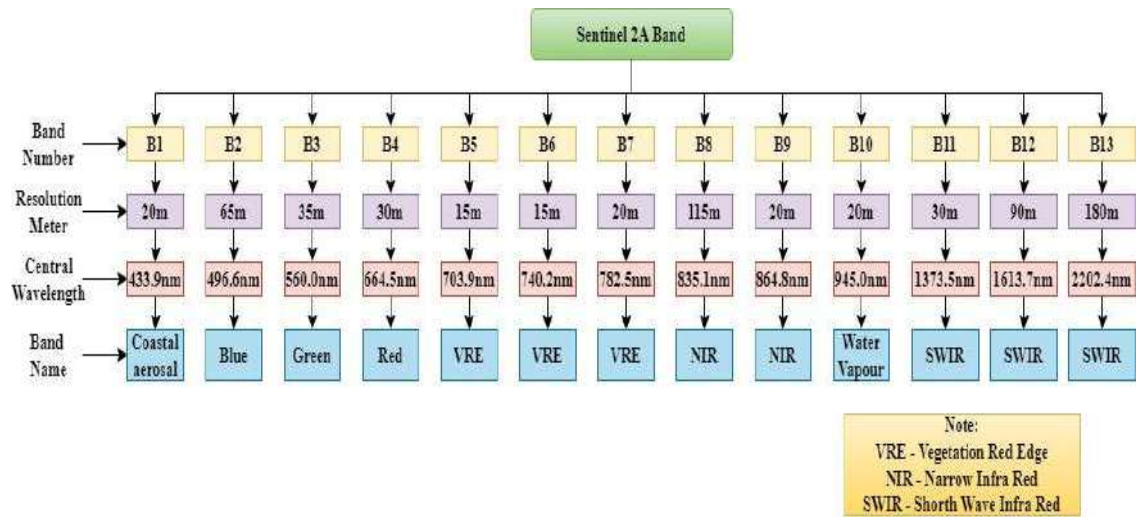 Sentinel 2A Band
Band
Number
B1 B2 B3 B4 B5 B6 B7 B8 B9 B10 B11 B12 B13
Resolution
Meter
20m 65m 35m 30m 15m 15m 20m 115m 20m 20m 30m 90m 180m
Central
Wavelength
433.9nm 496.6nm 560.0nm 664.5nm 703.9nm 740.2nm 782.5nm 835.1nm 864.8nm 945.0nm 1373.5nm 1613.7nm 2202.4nm
Band
Name
Coastal
aerosal
Blue Green Red VRE VRE VRE NIR NIR
Water
Vapour
SWIR SWIR SWIR
Note:
VRE - Vegetation Red Edge
NIR - Narrow Infra Red
SWIR - Shorth Wave Infra Red